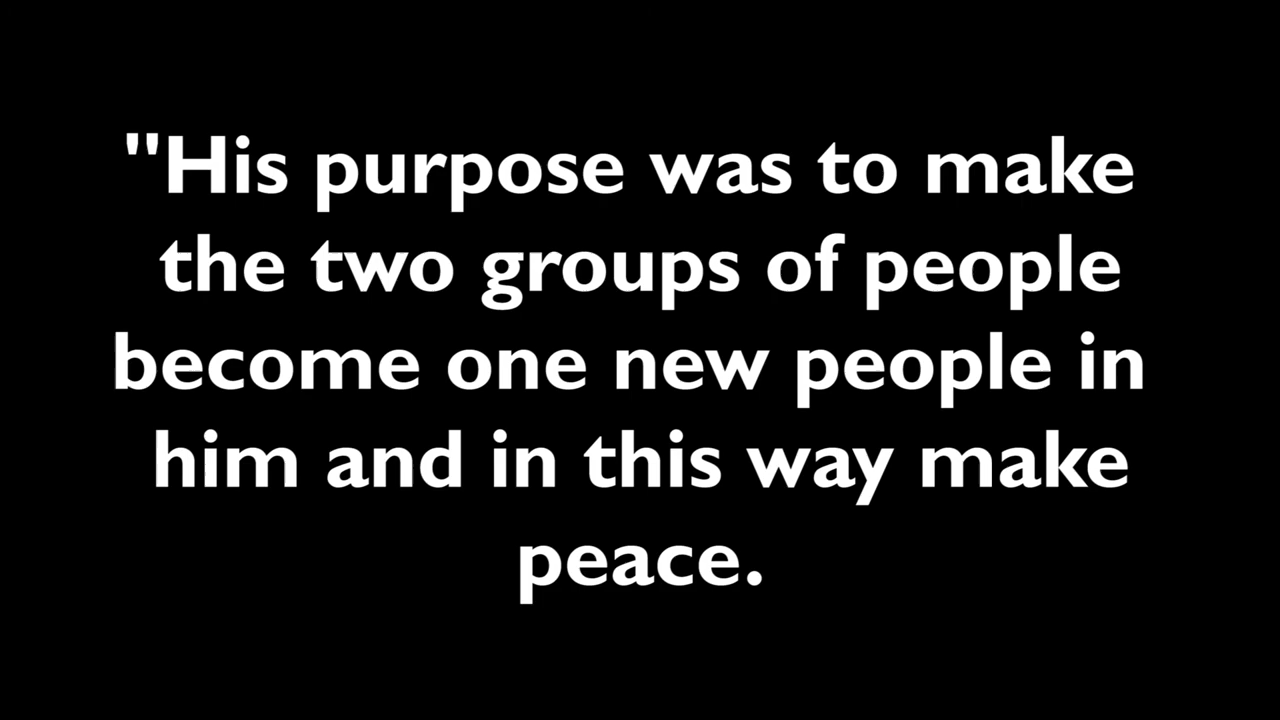 "His purpose was to make
the two groups of people
become one new people in
him and in this way make
peace.